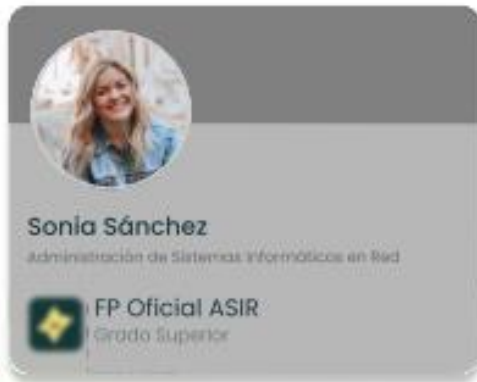 Sonia Sánchez
Administración de Sistemas Informáticos en Red
FP Oficial ASIR
Grado Superior